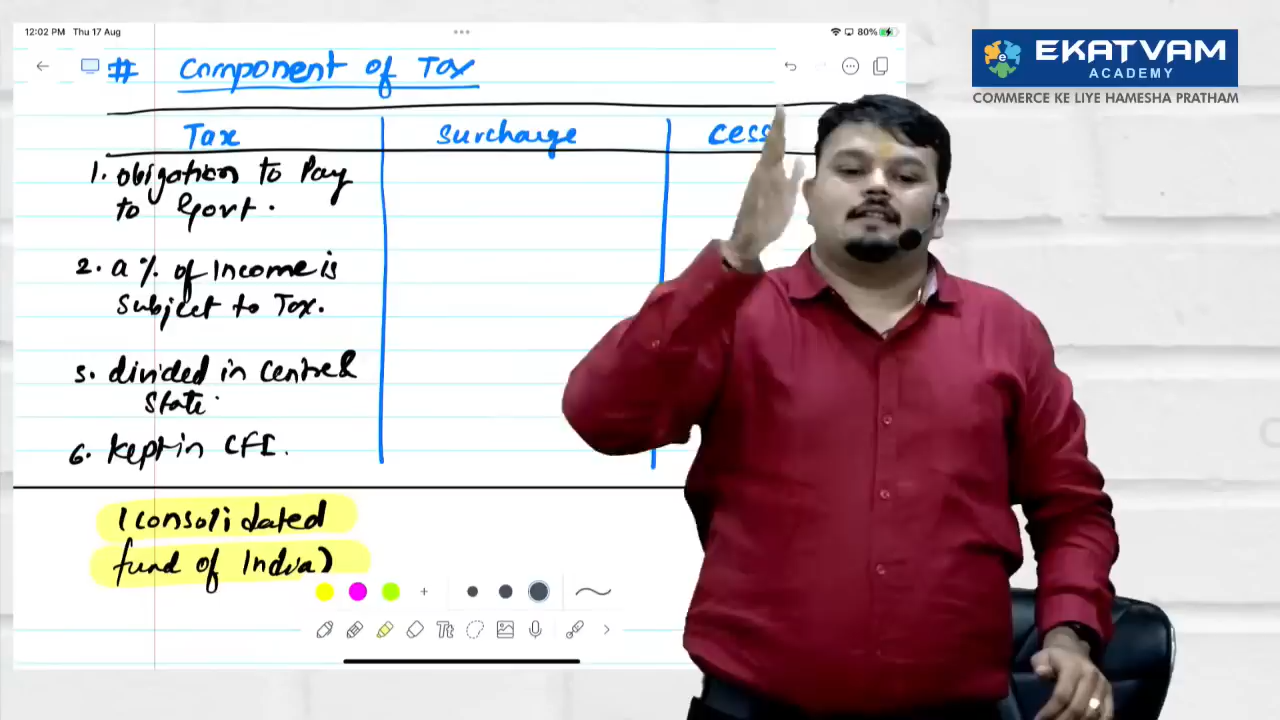 12:02 PM Thu 17 Aug
80%
# Component of Tax
Tax
Surcharge
cess
1. obigation to Pay
to Govt.
2. a % of Income is
Subject to Tax.
5. divided in Centre &
State.
6. Kept in CFI.
(Consolidated
fund of India)
Tt
EKATVAM
ACADEMY
COMMERCE KE LIYE HAMESHA PRATHAM